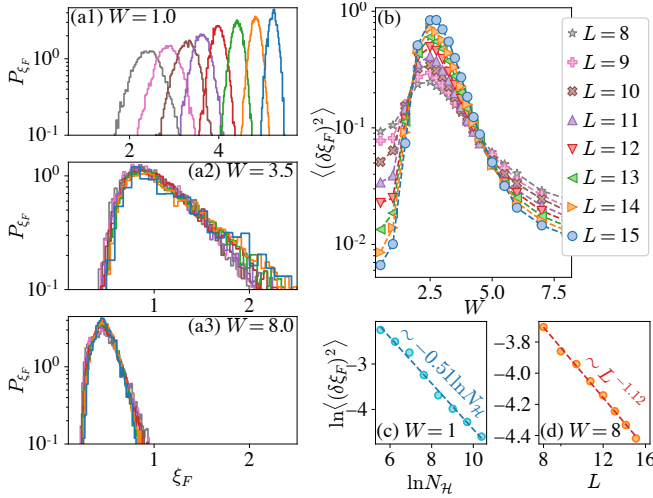 (a1) W = 1.0
P_{ξ_F}
10^0
10^{-1}
2
4
(a2) W = 3.5
P_{ξ_F}
10^0
10^{-1}
1
2
(a3) W = 8.0
P_{ξ_F}
10^0
10^{-1}
1
2
ξ_F
(b)
⟨(δξ_F)^2⟩
10^0
10^{-1}
10^{-2}
2.5
5.0
7.5
W
L = 8
L = 9
L = 10
L = 11
L = 12
L = 13
L = 14
L = 15
ln⟨(δξ_F)^2⟩
-3
-4
~ -0.51 ln N_ℋ
(c) W = 1
6
8
10
ln N_ℋ
-3.8
-4.0
-4.2
-4.4
~ L^{-1.12}
(d) W = 8
8
12
16
L